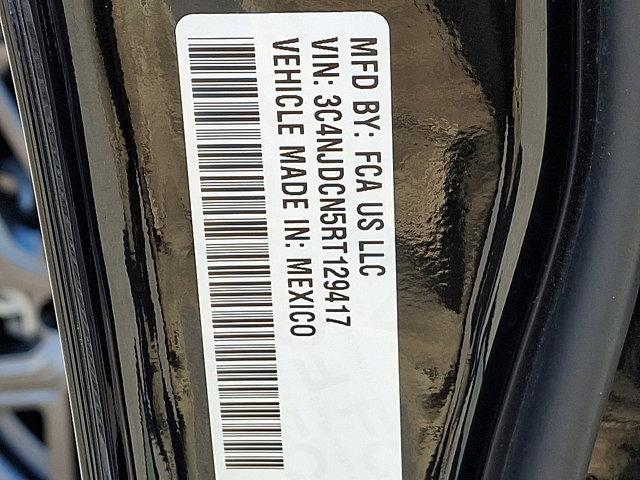 MFD BY: FCA US LLC
VIN: 3C4NJDCN5RT129417
VEHICLE MADE IN: MEXICO